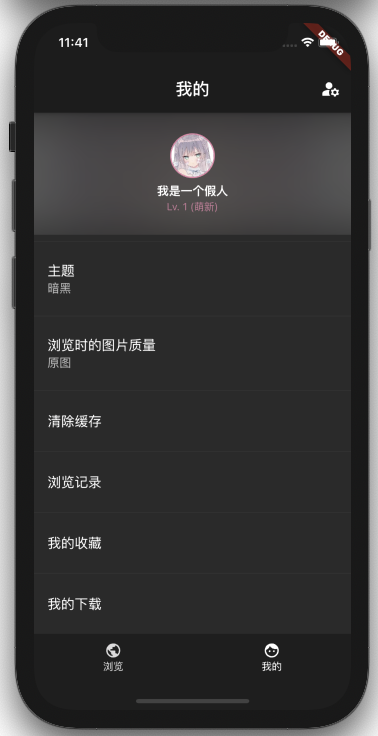 11:41
DEBUG
我的
我是一个假人
Lv. 1 (萌新)
主题
暗黑
浏览时的图片质量
原图
清除缓存
浏览记录
我的收藏
我的下载
浏览
我的